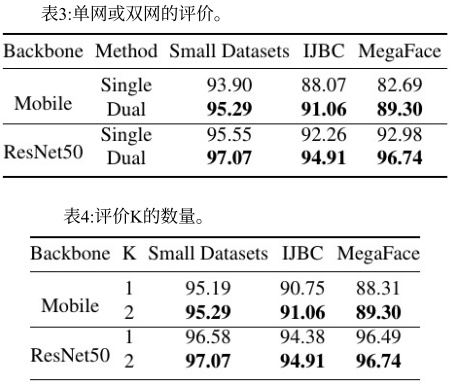 表3:单网或双网的评价。
Backbone Method Small Datasets IJBC MegaFace
Mobile Single 93.90 88.07 82.69
Dual 95.29 91.06 89.30
ResNet50 Single 95.55 92.26 92.98
Dual 97.07 94.91 96.74
表4:评价K的数量。
Backbone K Small Datasets IJBC MegaFace
Mobile 1 95.19 90.75 88.31
2 95.29 91.06 89.30
ResNet50 1 96.58 94.38 96.49
2 97.07 94.91 96.74